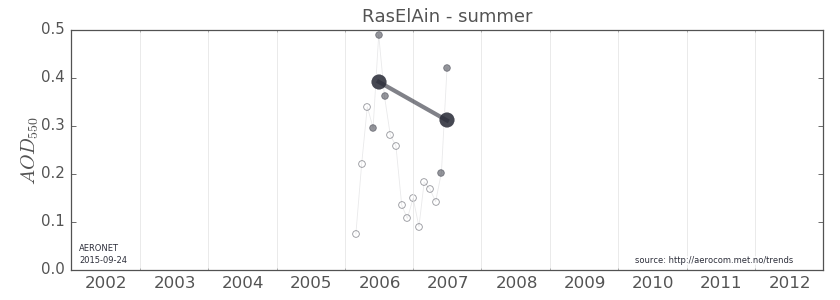 RasElAin - summer
0.5
0.4
0.3
0.2
0.1
0.0
AOD550
AERONET
2015-09-24
source: http://aerocom.met.no/trends
2002 2003 2004 2005 2006 2007 2008 2009 2010 2011 2012